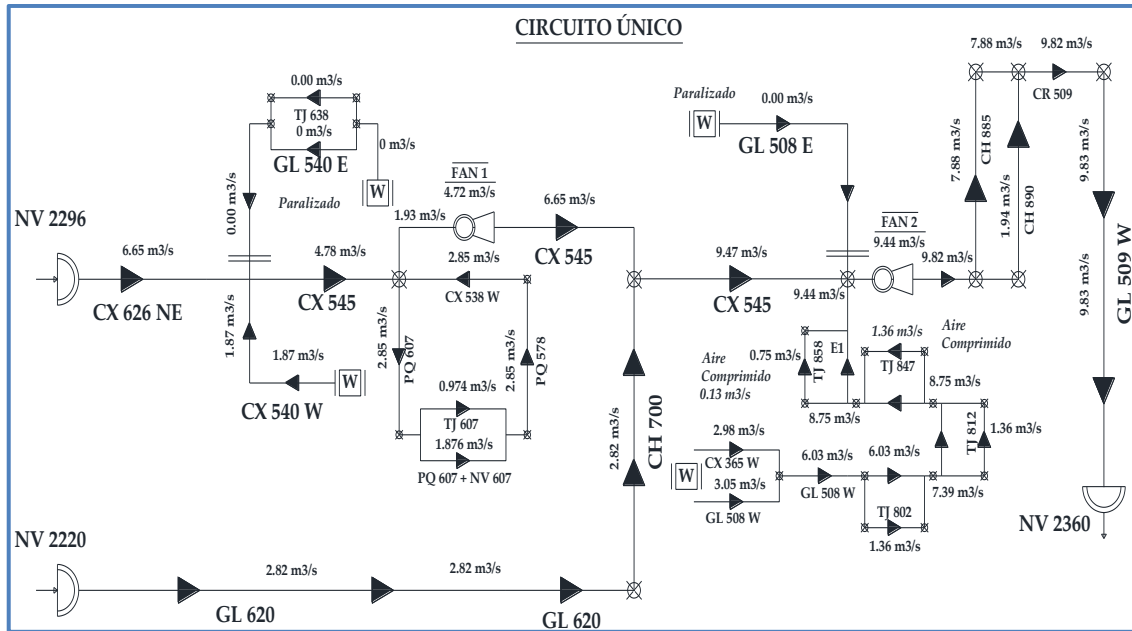 CIRCUITO ÚNICO
7.88 m3/s
9.82 m3/s
CR 509
0.00 m3/s
TJ 638
0 m3/s
GL 540 E
0 m3/s
W
Paralizado
0.00 m3/s
Paralizado
W
0.00 m3/s
GL 508 E
7.88 m3/s
CH 885
1.94 m3/s
CH 890
9.83 m3/s
9.83 m3/s
GL 509 W
NV 2296
6.65 m3/s
CX 626 NE
4.78 m3/s
CX 545
FAN 1
4.72 m3/s
1.93 m3/s
6.65 m3/s
CX 545
2.85 m3/s
CX 538 W
9.47 m3/s
CX 545
FAN 2
9.44 m3/s
9.82 m3/s
9.44 m3/s
1.87 m3/s
1.87 m3/s
W
CX 540 W
2.85 m3/s
PQ 607
2.85 m3/s
PQ 578
0.974 m3/s
TJ 607
1.876 m3/s
PQ 607 + NV 607
2.82 m3/s
CH 700
Aire
Comprimido
0.13 m3/s
0.75 m3/s
TJ 858
E1
1.36 m3/s
TJ 847
Aire
Comprimido
8.75 m3/s
8.75 m3/s
TJ 812
1.36 m3/s
2.98 m3/s
CX 365 W
W
3.05 m3/s
GL 508 W
6.03 m3/s
GL 508 W
6.03 m3/s
7.39 m3/s
TJ 802
1.36 m3/s
NV 2360
NV 2220
2.82 m3/s
2.82 m3/s
GL 620
GL 620